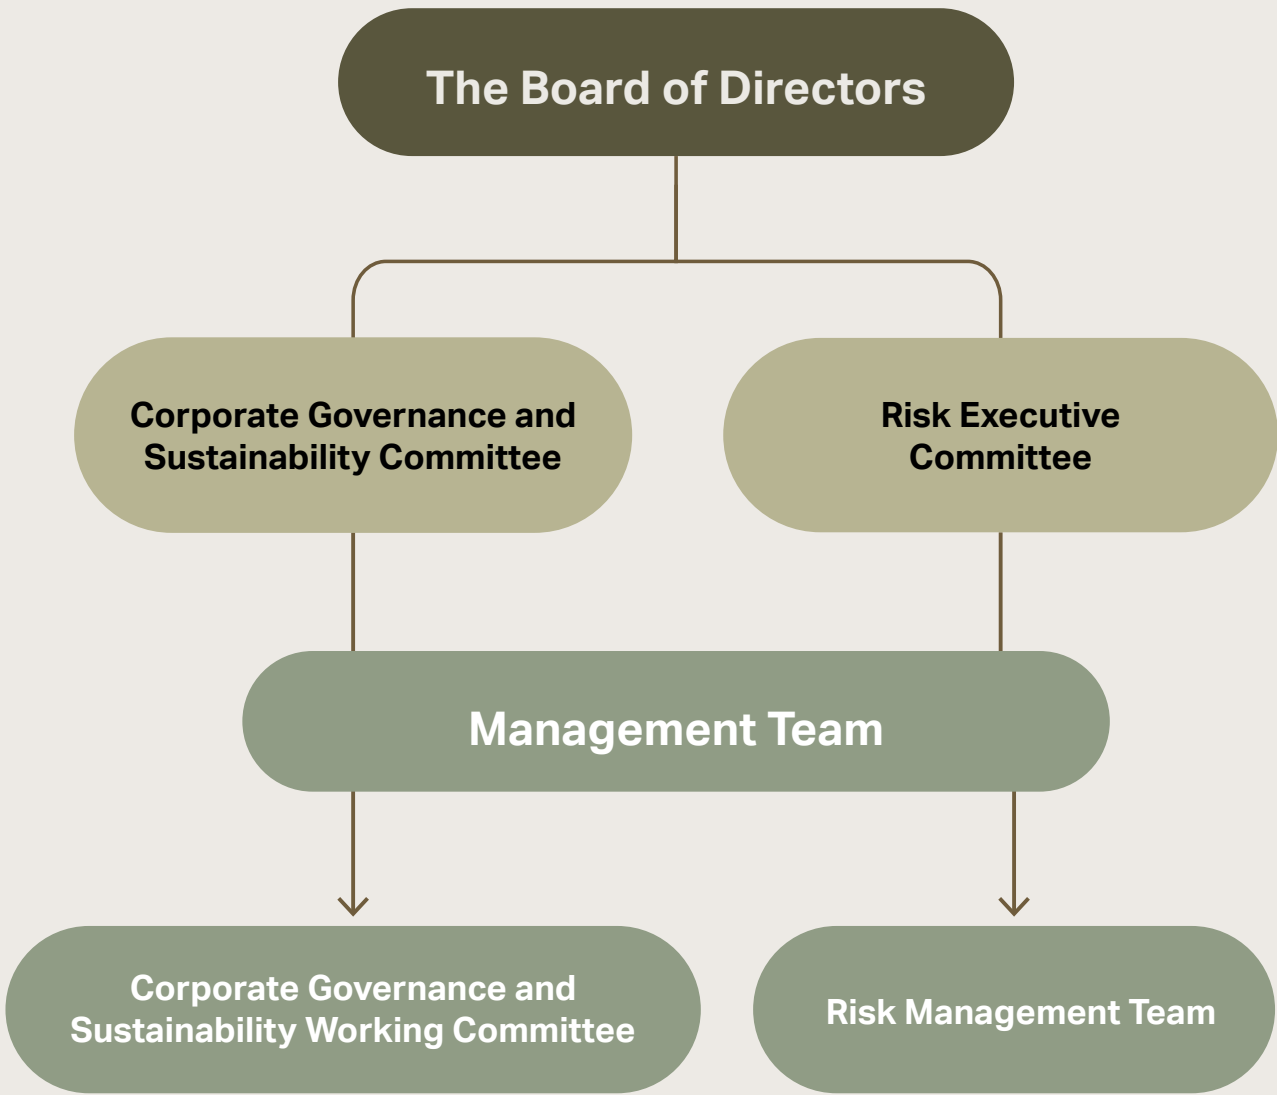 The Board of Directors
Corporate Governance and
Sustainability Committee
Risk Executive
Committee
Management Team
Corporate Governance and
Sustainability Working Committee
Risk Management Team